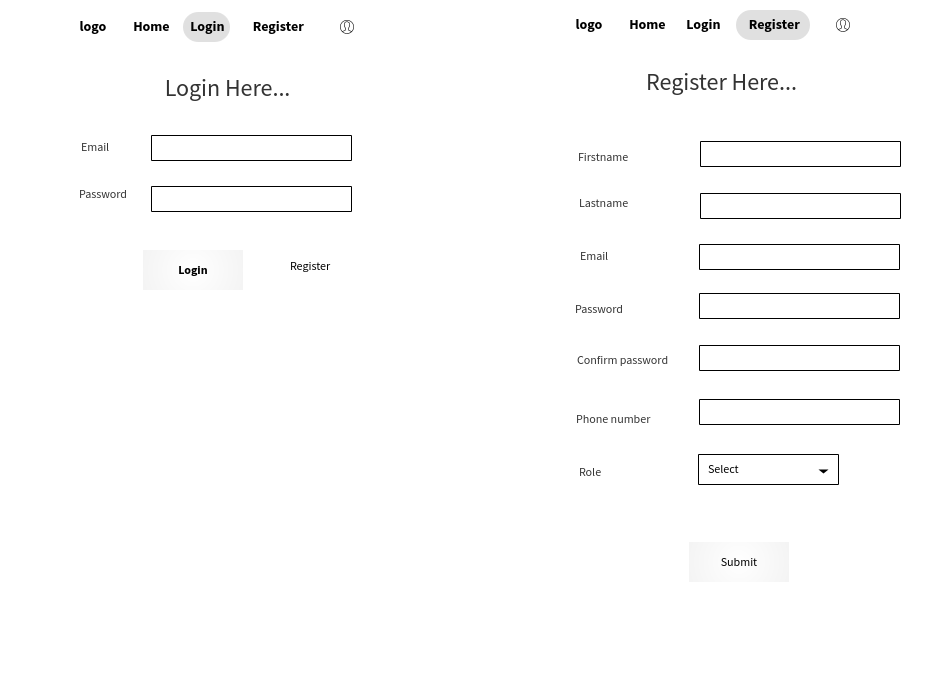 logo Home Login Register
Login Here...
Email
Password
Login Register
logo Home Login Register
Register Here...
Firstname
Lastname
Email
Password
Confirm password
Phone number
Role Select
Submit